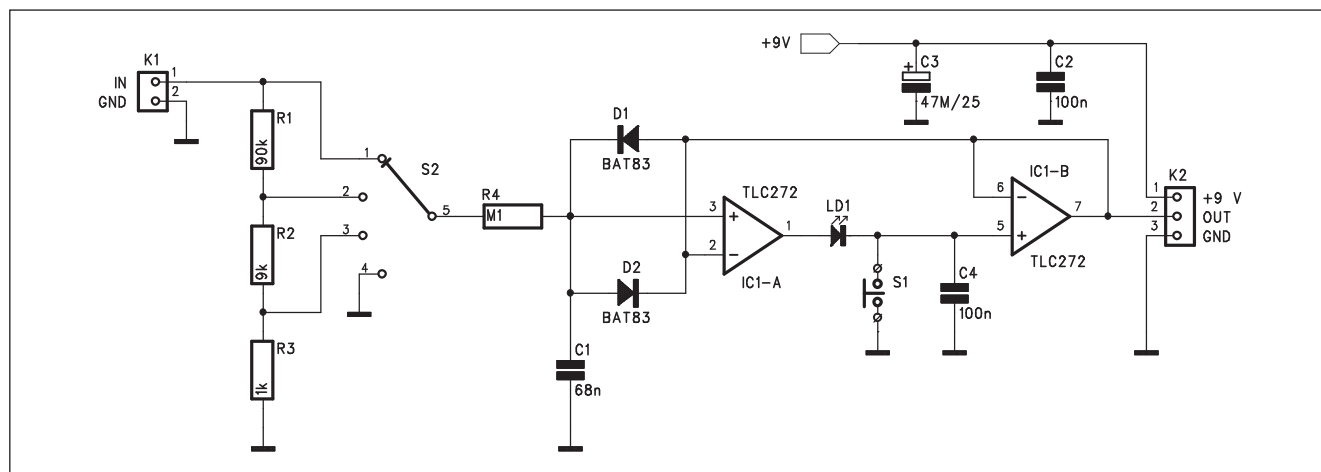 +9V
K1
IN
GND
1
2
R1
90k
R2
9k
R3
1k
1
2
3
4
S2
5
R4
M1
D1
BAT83
D2
BAT83
C1
68n
TLC272
3
+
2
−
1
IC1-A
LD1
S1
C4
100n
+
C3
47M/25
C2
100n
IC1-B
6
−
5
+
7
TLC272
K2
1
2
3
+9 V
OUT
GND